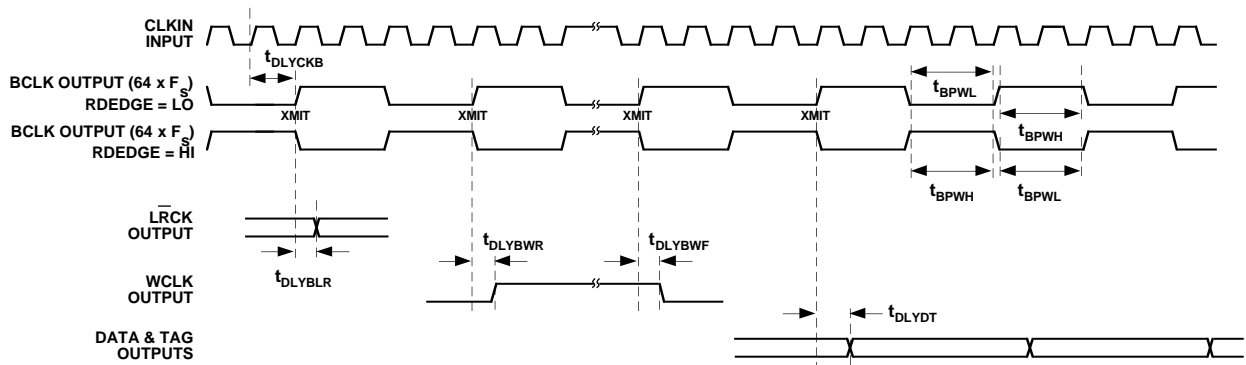 CLKIN
INPUT
tDLYCKB
BCLK OUTPUT (64 x FS)
RDEDGE = LO
tBPWL
XMIT XMIT XMIT XMIT
tBPWH
BCLK OUTPUT (64 x FS)
RDEDGE = HI
tBPWH tBPWL
LRCK
OUTPUT
tDLYBLR
tDLYBWR tDLYBWF
WCLK
OUTPUT
tDLYDT
DATA & TAG
OUTPUTS